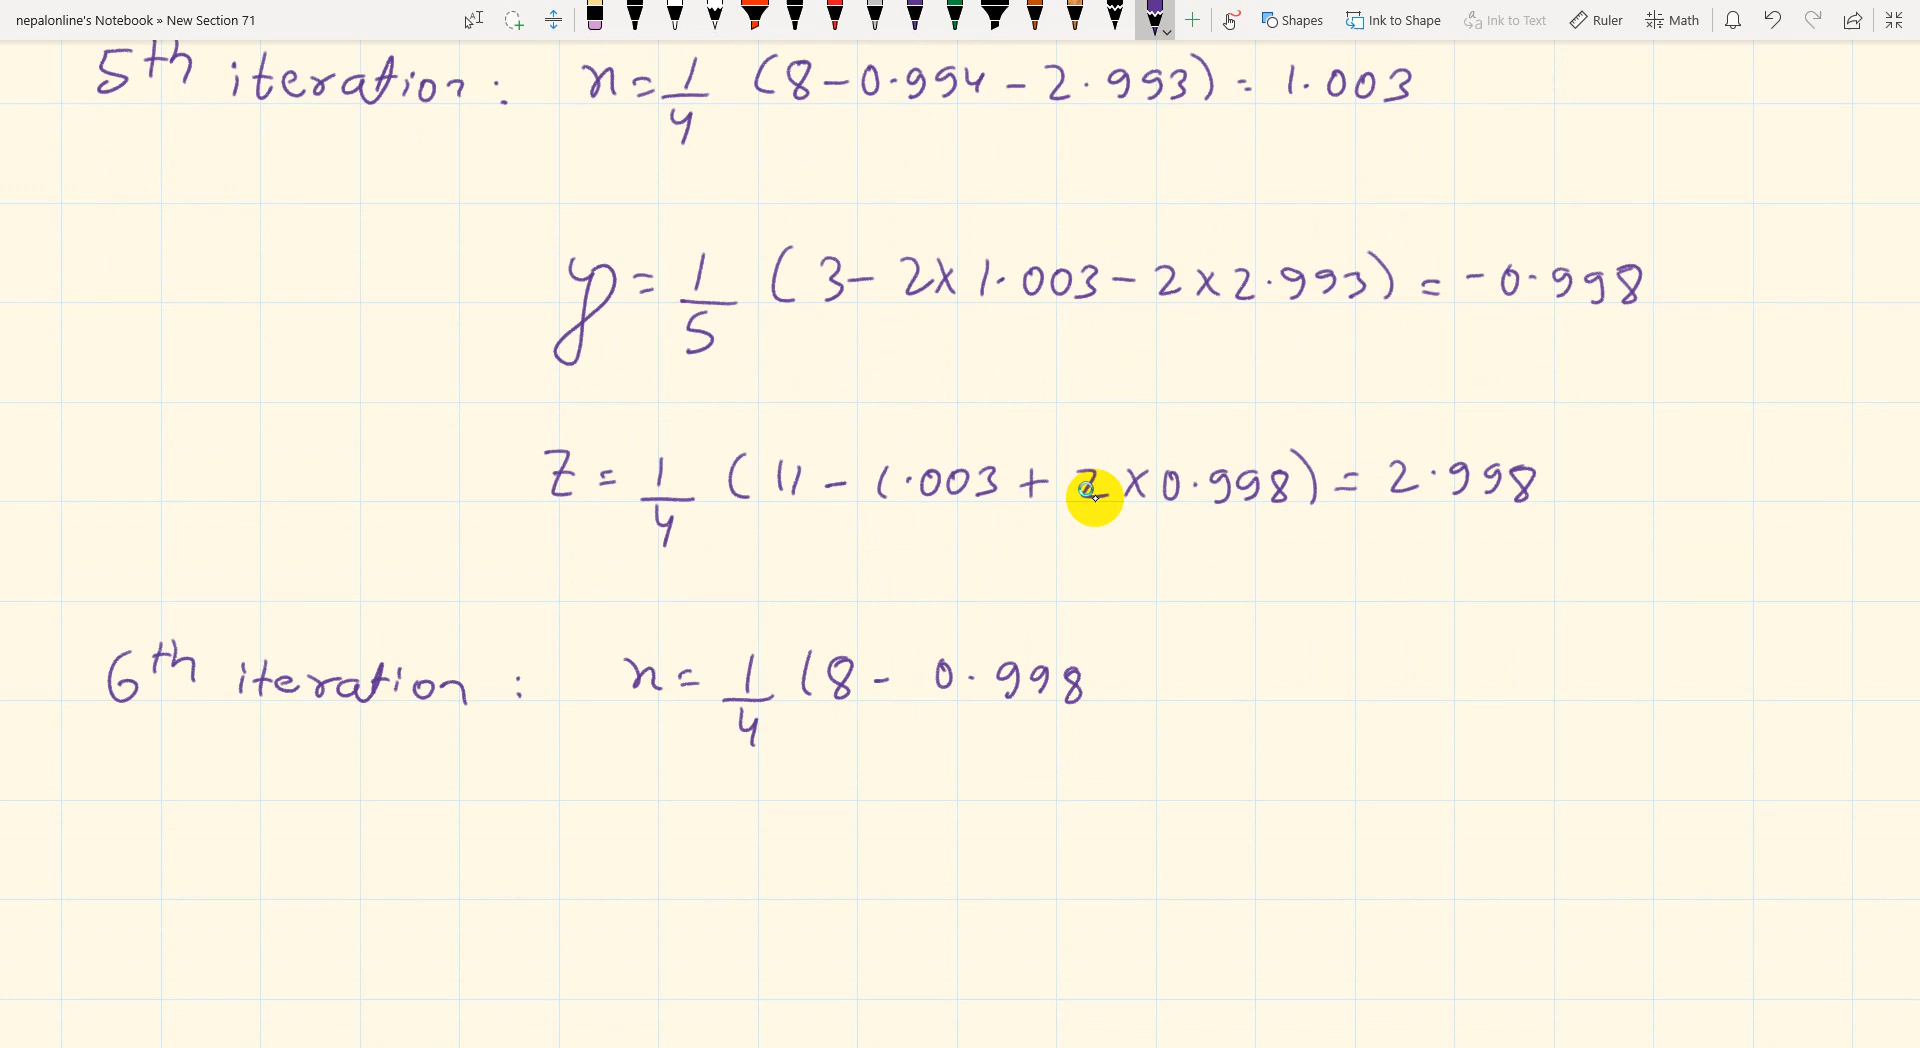 nepalonline's Notebook » New Section 71 Shapes Ink to Shape Ink to Text Ruler Math
5th iteration : x = 1/4 (8 - 0.994 - 2.993) = 1.003
y = 1/5 (3 - 2 × 1.003 - 2 × 2.993) = -0.998
z = 1/4 (11 - 1.003 + 2 × 0.998) = 2.998
6th iteration : x = 1/4 (8 - 0.998